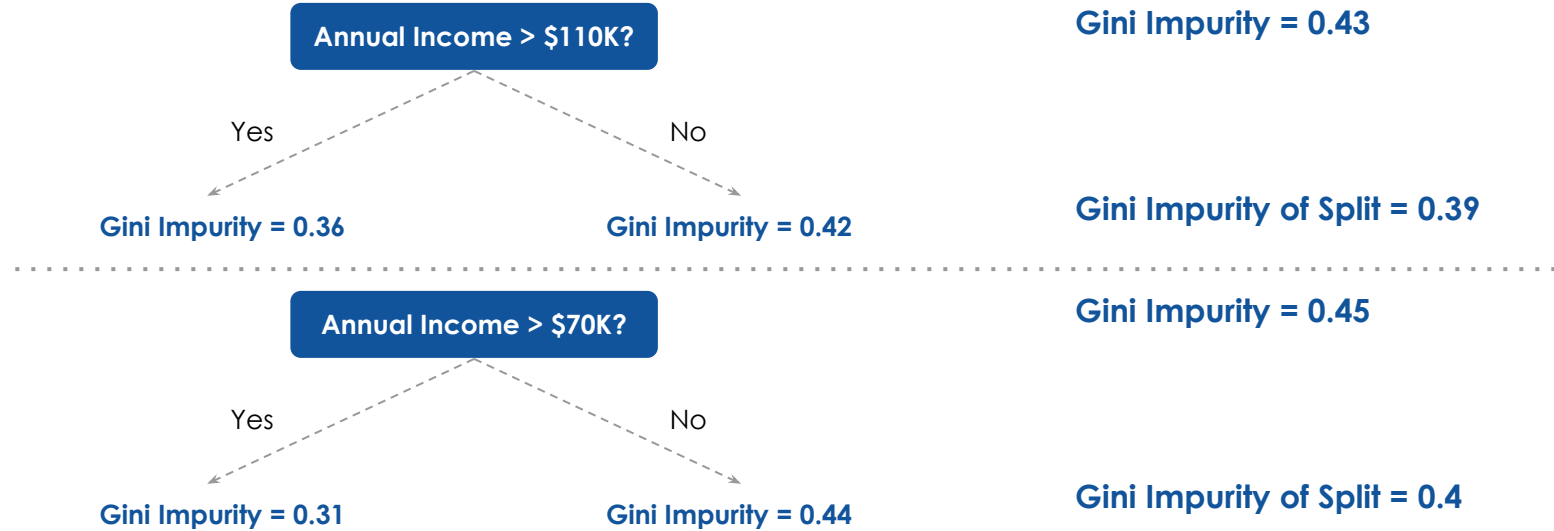 Annual Income > $110K?
Gini Impurity = 0.43
Yes
No
Gini Impurity = 0.36
Gini Impurity = 0.42
Gini Impurity of Split = 0.39
Annual Income > $70K?
Gini Impurity = 0.45
Yes
No
Gini Impurity = 0.31
Gini Impurity = 0.44
Gini Impurity of Split = 0.4